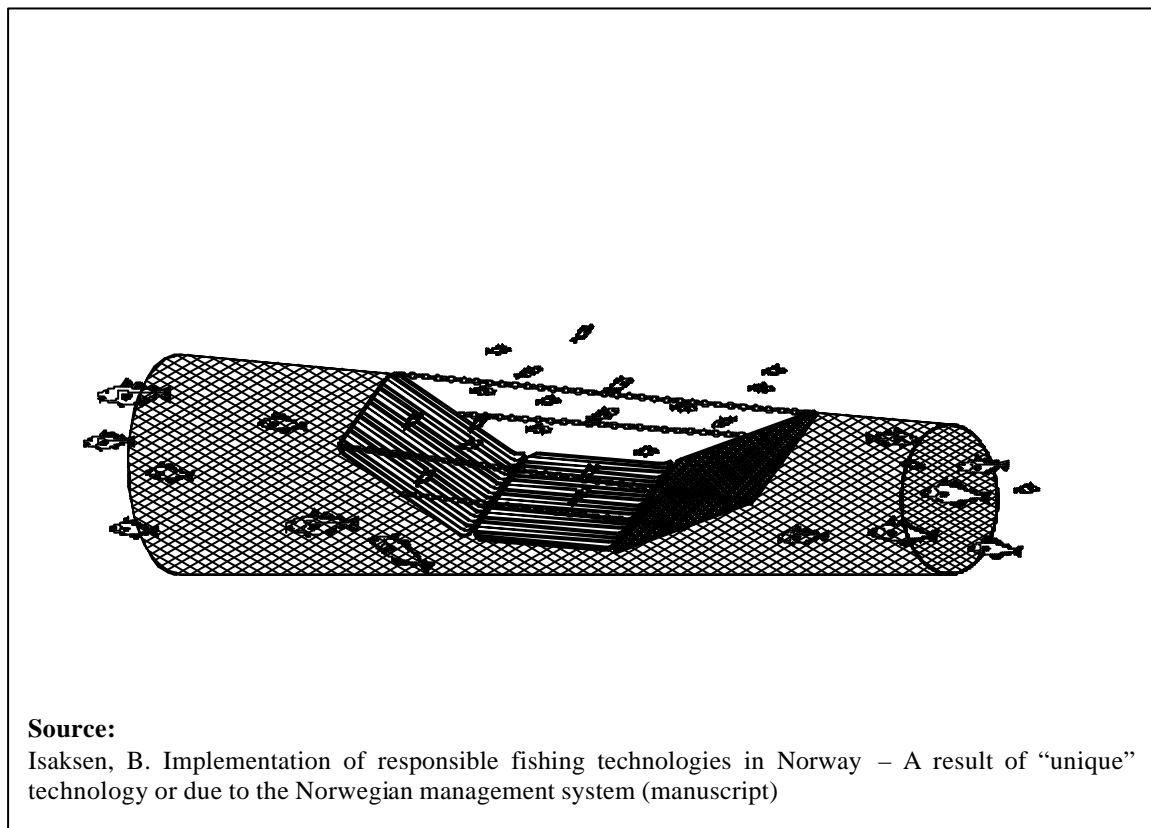 Source:
Isaksen, B. Implementation of responsible fishing technologies in Norway – A result of “unique”
technology or due to the Norwegian management system (manuscript)